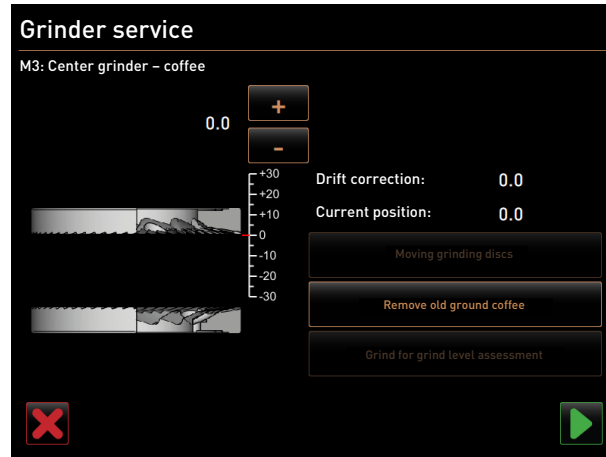 Grinder service
M3: Center grinder – coffee
+
0.0
-
+30
+20
+10
0
-10
-20
-30
Drift correction: 0.0
Current position: 0.0
Moving grinding discs
Remove old ground coffee
Grind for grind level assessment